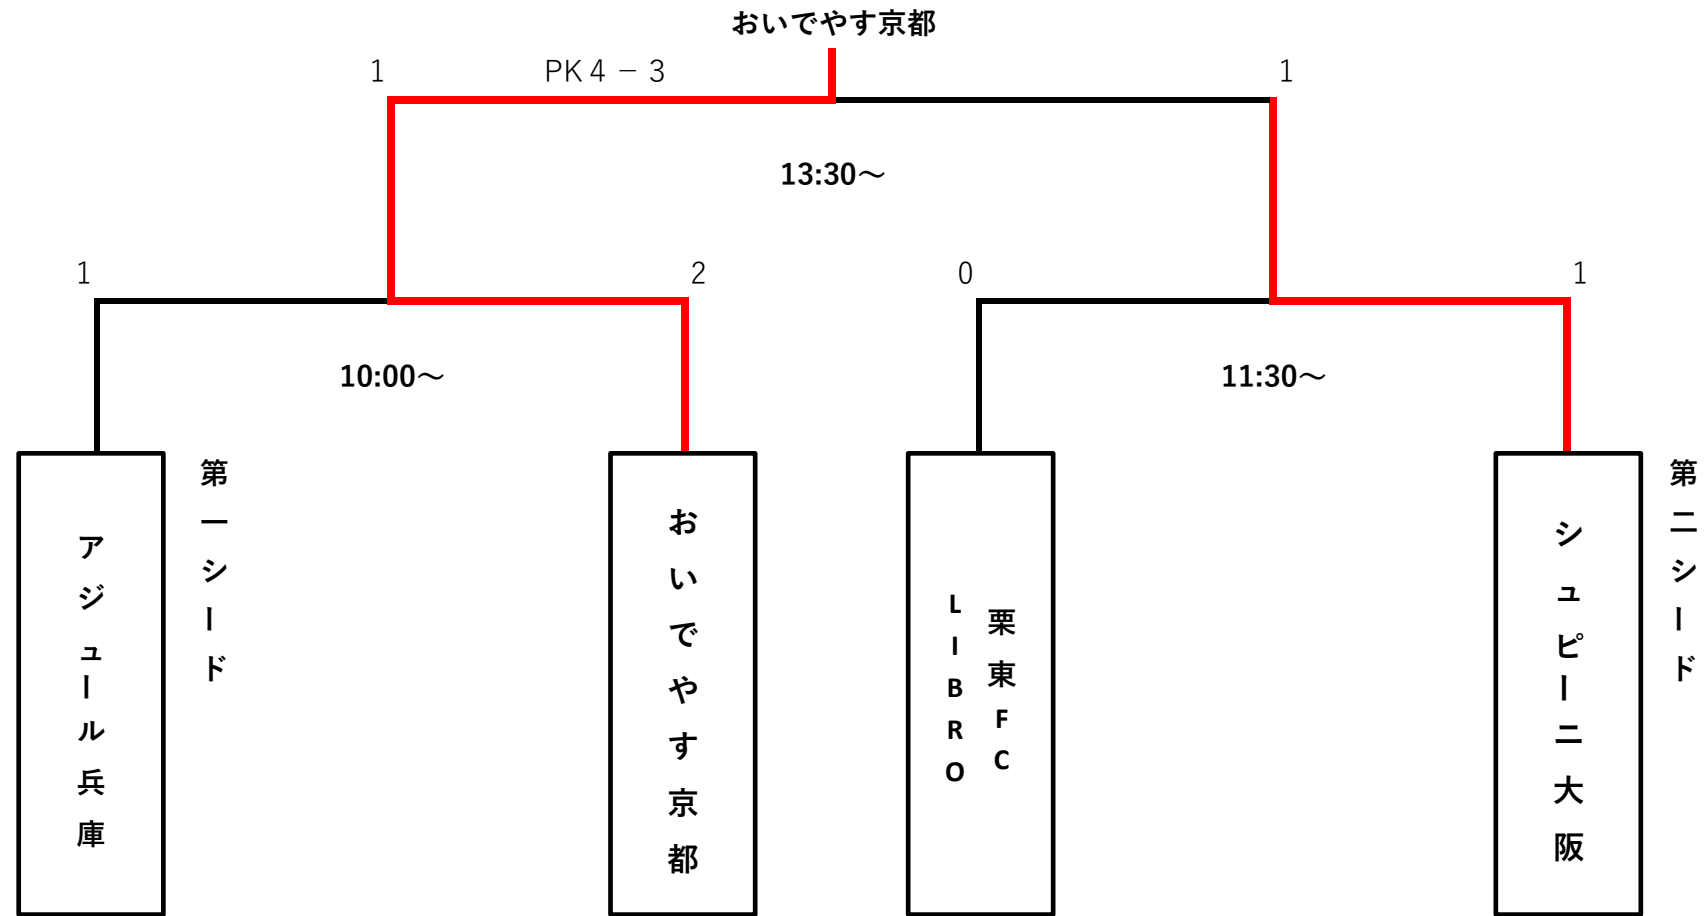 おいでやす京都
1
PK 4 − 3
1
13:30～
1
2
0
1
10:00～
11:30～
アジュール兵庫
第一シード
おいでやす京都
栗東FC
LIBRO
シュピーニ大阪
第二シード